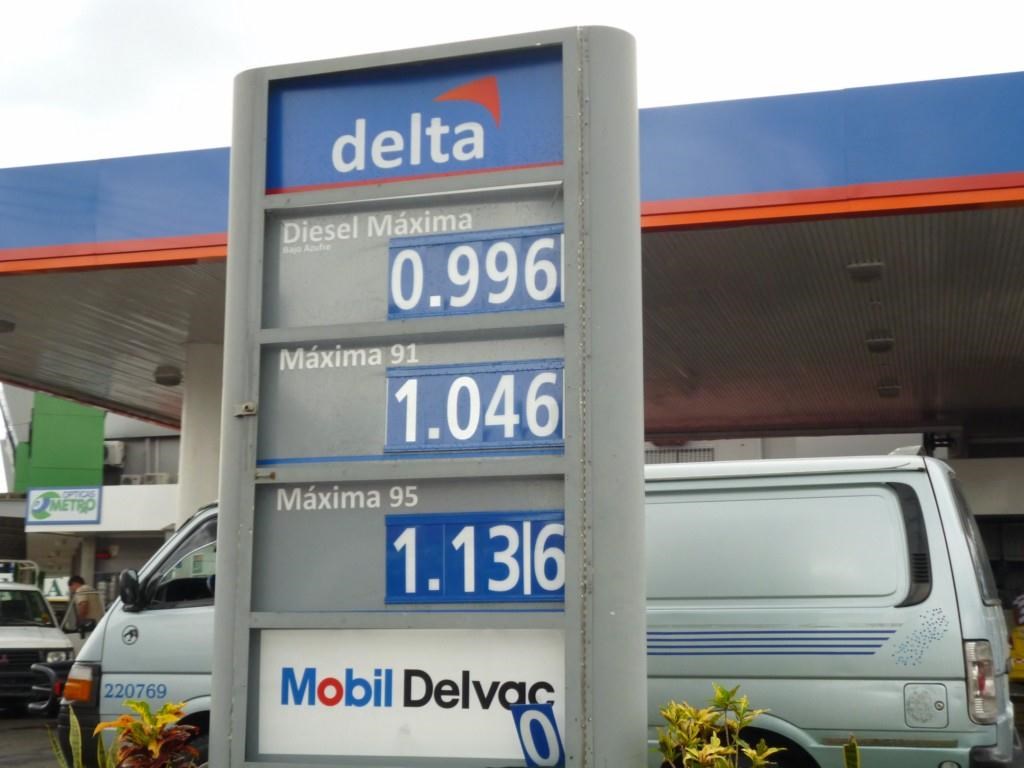 delta
Diesel Máxima
Bajo Azufre
0.996
Máxima 91
1.046
Máxima 95
1.136
Mobil Delvac
0
OPTICAS
METRO
220769